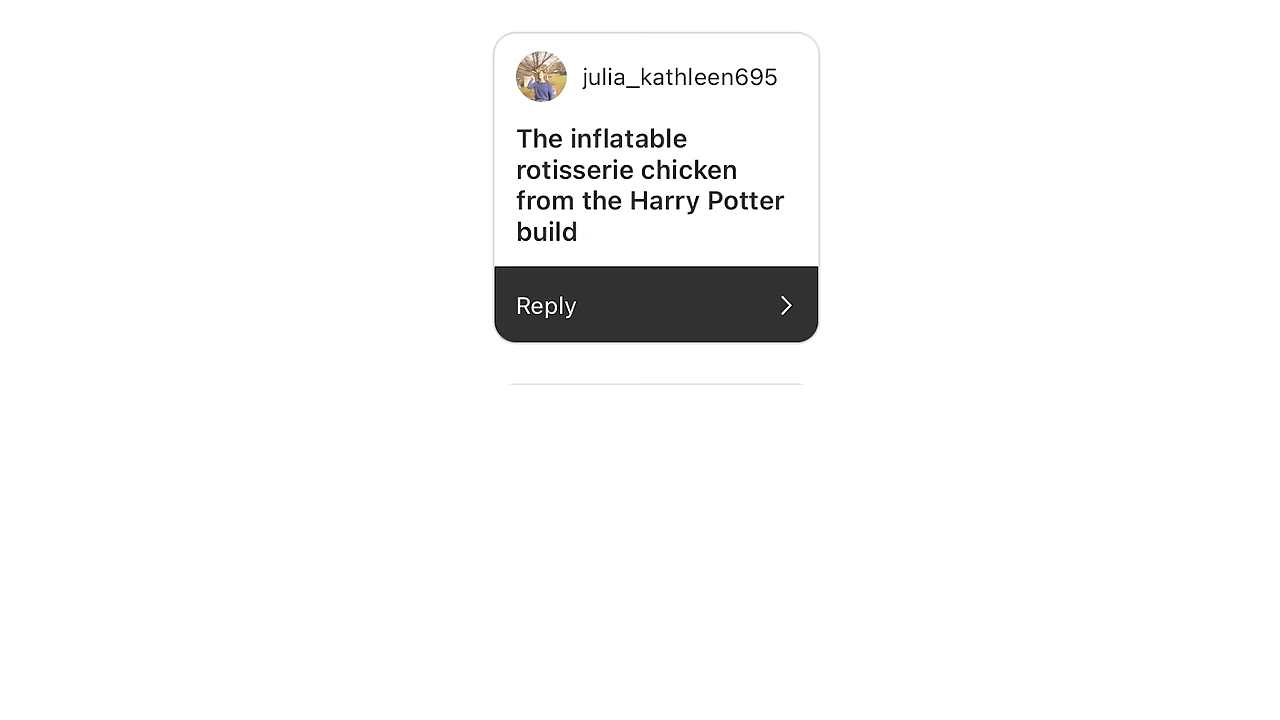 julia_kathleen695
The inflatable
rotisserie chicken
from the Harry Potter
build
Reply